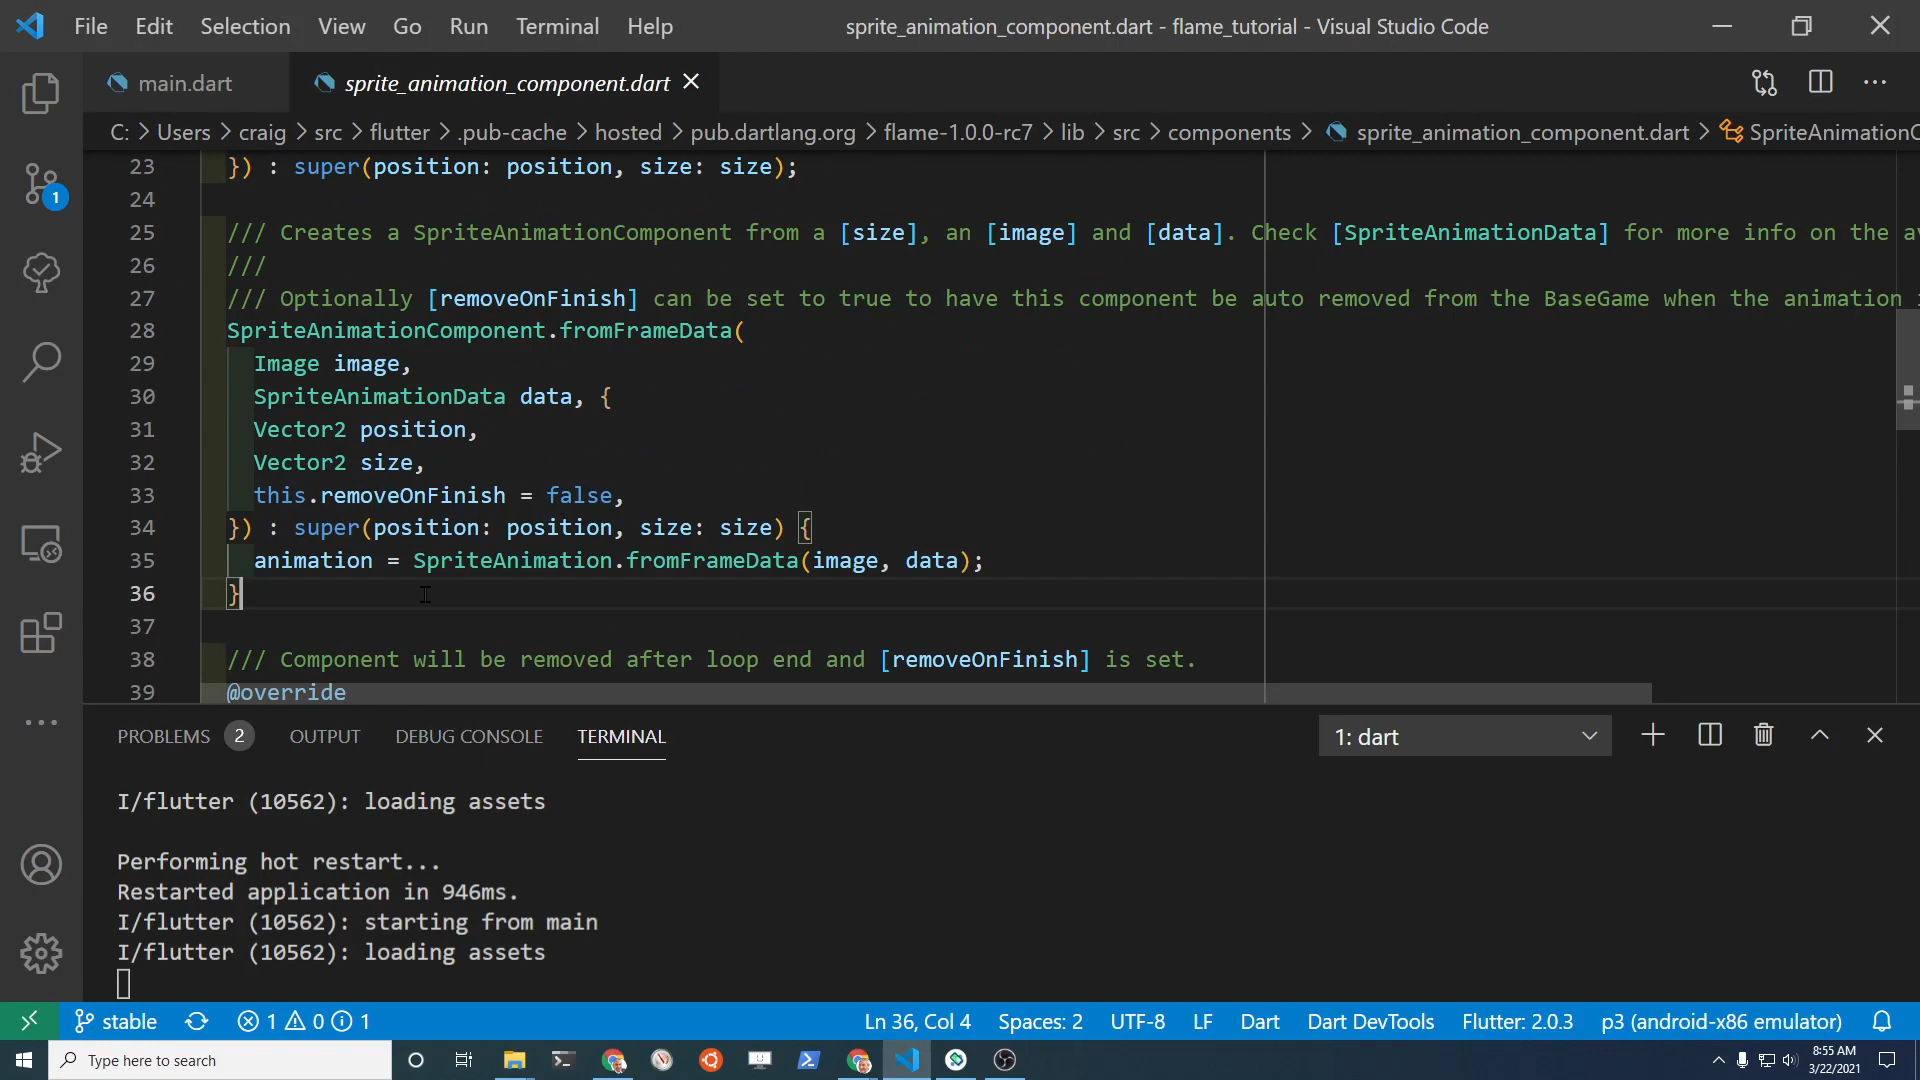 File Edit Selection View Go Run Terminal Help sprite_animation_component.dart - flame_tutorial - Visual Studio Code
main.dart sprite_animation_component.dart
C: > Users > craig > src > flutter > .pub-cache > hosted > pub.dartlang.org > flame-1.0.0-rc7 > lib > src > components > sprite_animation_component.dart > SpriteAnimationC
23 }) : super(position: position, size: size);
24
25 /// Creates a SpriteAnimationComponent from a [size], an [image] and [data]. Check [SpriteAnimationData] for more info on the av
26 ///
27 /// Optionally [removeOnFinish] can be set to true to have this component be auto removed from the BaseGame when the animation
28 SpriteAnimationComponent.fromFrameData(
29 Image image,
30 SpriteAnimationData data, {
31 Vector2 position,
32 Vector2 size,
33 this.removeOnFinish = false,
34 }) : super(position: position, size: size) {
35 animation = SpriteAnimation.fromFrameData(image, data);
36 }
37
38 /// Component will be removed after loop end and [removeOnFinish] is set.
39 @override
1
PROBLEMS 2 OUTPUT DEBUG CONSOLE TERMINAL 1: dart
I/flutter (10562): loading assets
Performing hot restart...
Restarted application in 946ms.
I/flutter (10562): starting from main
I/flutter (10562): loading assets
stable 1 0 1 Ln 36, Col 4 Spaces: 2 UTF-8 LF Dart Dart DevTools Flutter: 2.0.3 p3 (android-x86 emulator)
Type here to search
8:55 AM
3/22/2021